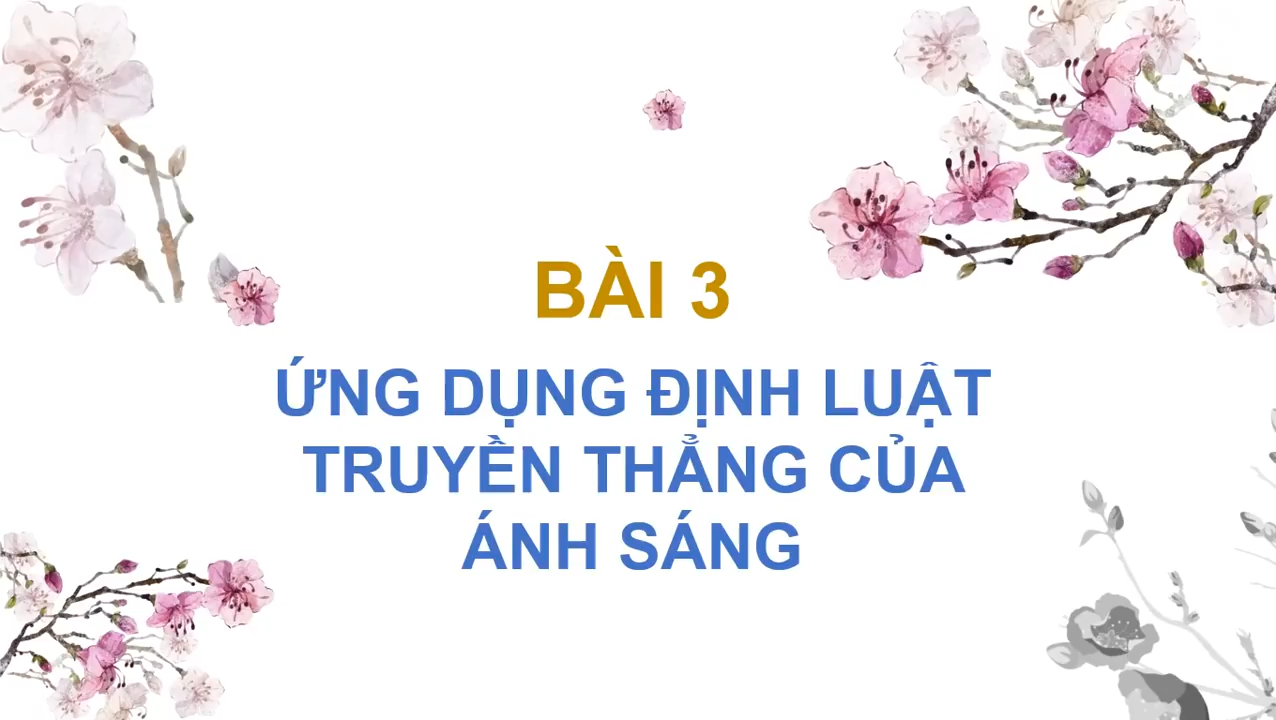 BÀI 3
ỨNG DỤNG ĐỊNH LUẬT
TRUYỀN THẲNG CỦA
ÁNH SÁNG